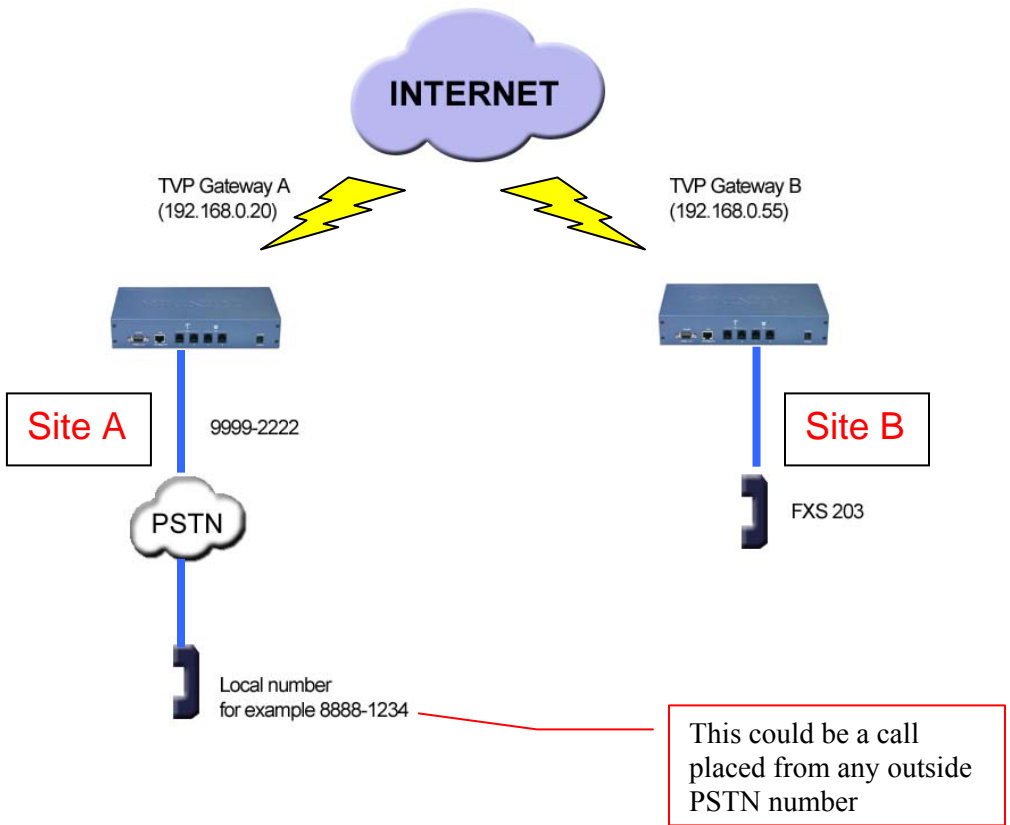 INTERNET
TVP Gateway A
(192.168.0.20)
TVP Gateway B
(192.168.0.55)
Site A
9999-2222
Site B
PSTN
FXS 203
Local number
for example 8888-1234
This could be a call
placed from any outside
PSTN number